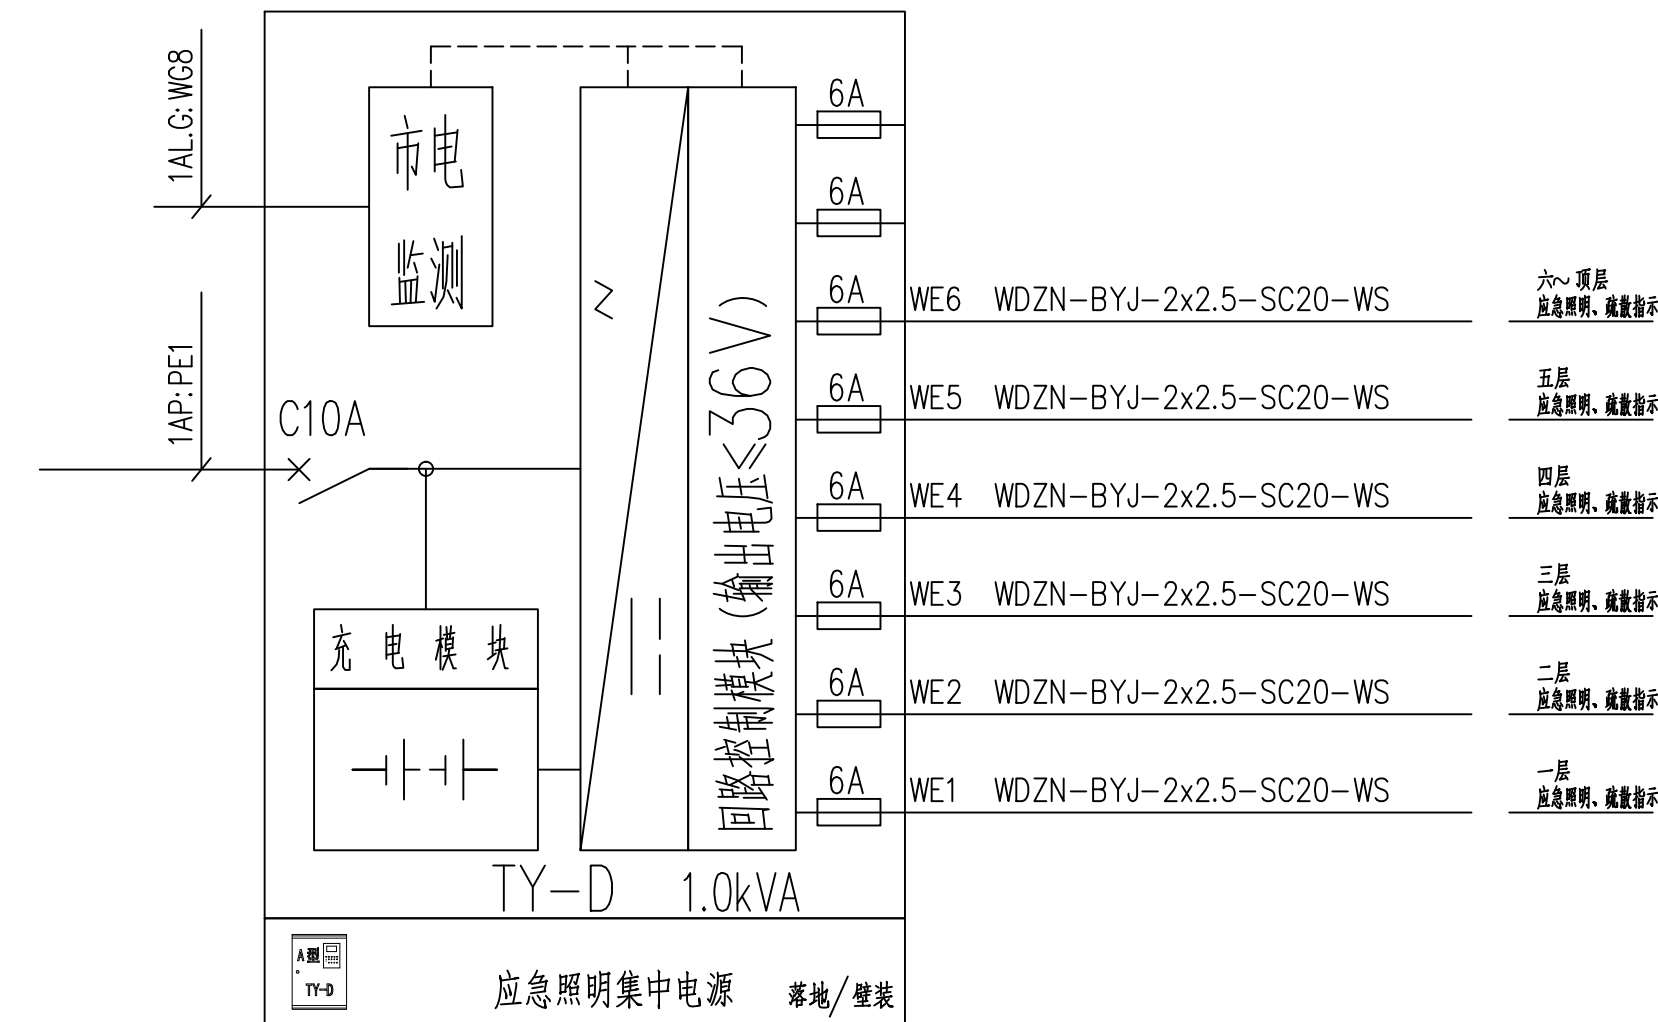 1AL.G:WG8
市电
监测
1AP:PE1
C10A
充电模块
~
回路控制模块(输出电压≤36V)
6A
6A
6A
WE6 WDZN-BYJ-2x2.5-SC20-WS
六~顶层
应急照明、疏散指示
6A
WE5 WDZN-BYJ-2x2.5-SC20-WS
五层
应急照明、疏散指示
6A
WE4 WDZN-BYJ-2x2.5-SC20-WS
四层
应急照明、疏散指示
6A
WE3 WDZN-BYJ-2x2.5-SC20-WS
三层
应急照明、疏散指示
6A
WE2 WDZN-BYJ-2x2.5-SC20-WS
二层
应急照明、疏散指示
6A
WE1 WDZN-BYJ-2x2.5-SC20-WS
一层
应急照明、疏散指示
TY-D 1.0kVA
A型
TY-D
应急照明集中电源 落地/壁装